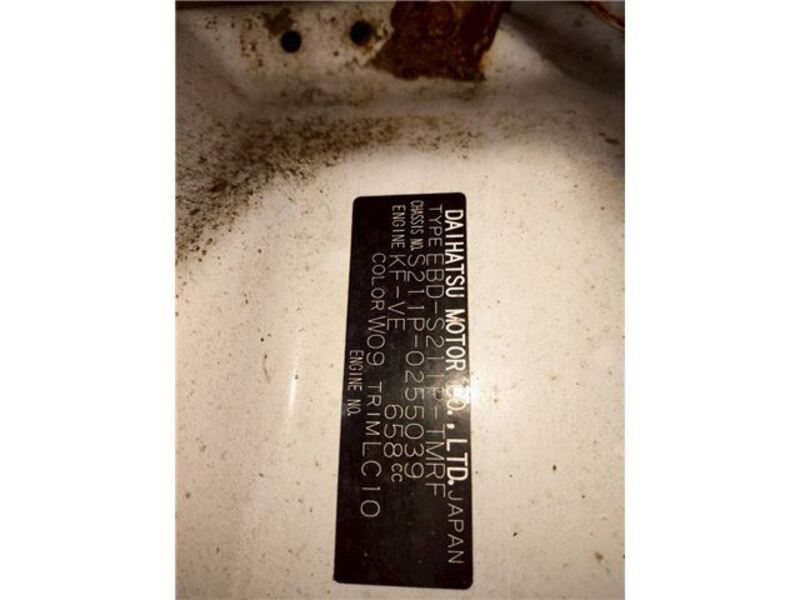 DAIHATSU MOTOR CO., LTD. JAPAN
TYPE EBD-S211P-TMRF
CHASSIS NO. S211P-0255039
ENGINE KF-VE 658cc
COLOR W09 TRIM LC10
ENGINE NO.